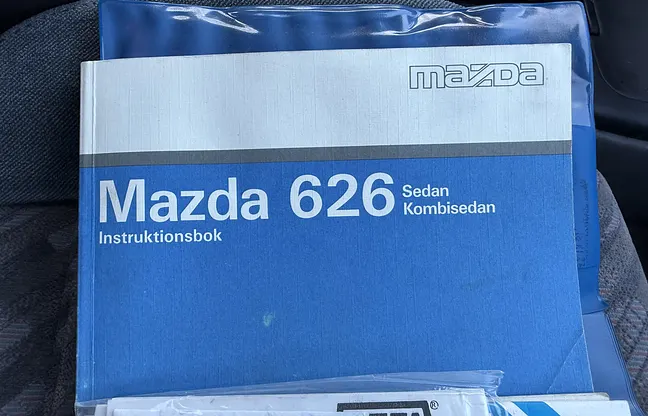 mazda
Mazda 626 Sedan
Kombisedan
Instruktionsbok